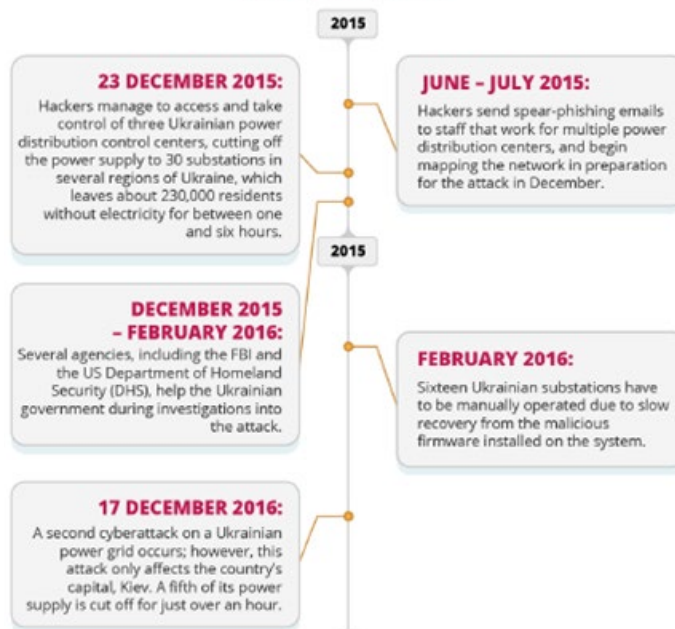 2015
JUNE – JULY 2015:
Hackers send spear-phishing emails
to staff that work for multiple power
distribution centers, and begin
mapping the network in preparation
for the attack in December.
23 DECEMBER 2015:
Hackers manage to access and take
control of three Ukrainian power
distribution control centers, cutting off
the power supply to 30 substations in
several regions of Ukraine, which
leaves about 230,000 residents
without electricity for between one
and six hours.
DECEMBER 2015
– FEBRUARY 2016:
Several agencies, including the FBI and
the US Department of Homeland
Security (DHS), help the Ukrainian
government during investigations into
the attack.
2015
FEBRUARY 2016:
Sixteen Ukrainian substations have
to be manually operated due to slow
recovery from the malicious
firmware installed on the system.
17 DECEMBER 2016:
A second cyberattack on a Ukrainian
power grid occurs; however, this
attack only affects the country's
capital, Kiev. A fifth of its power
supply is cut off for just over an hour.